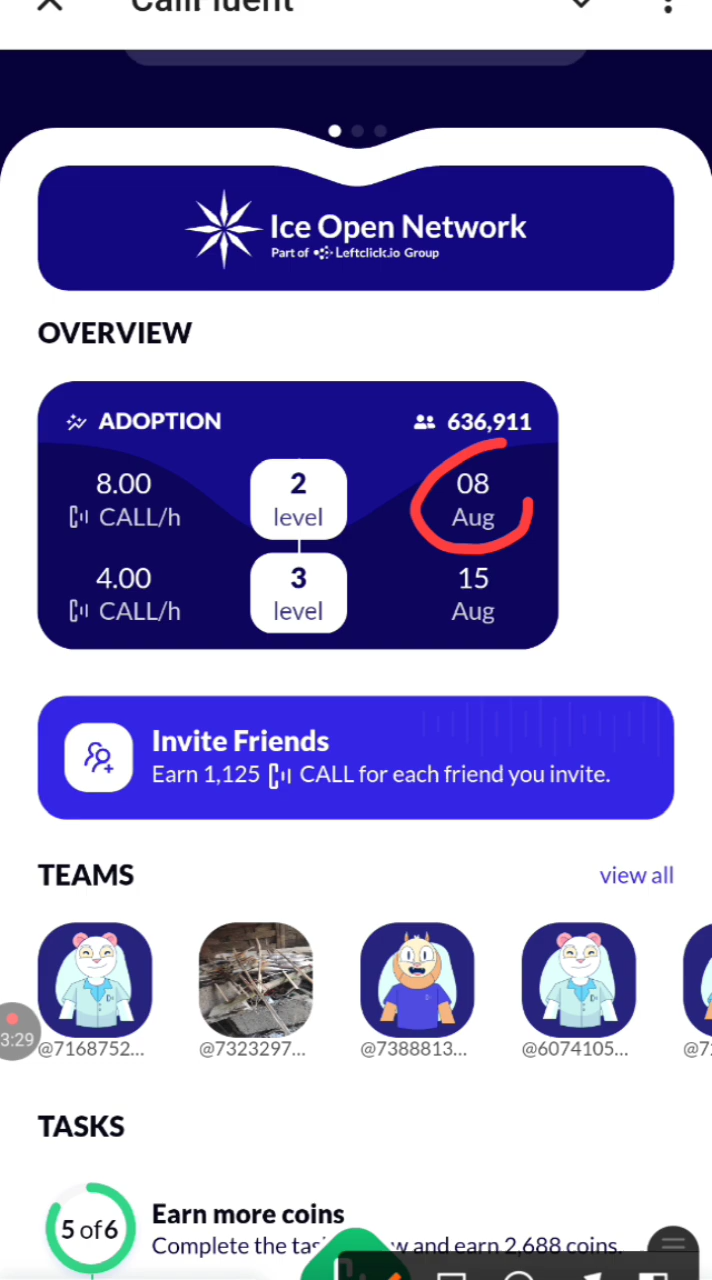 CallFluent
Ice Open Network
Part of Leftclick.io Group
OVERVIEW
ADOPTION 636,911
8.00 2 08
CALL/h level Aug
4.00 3 15
CALL/h level Aug
Invite Friends
Earn 1,125 CALL for each friend you invite.
TEAMS view all
3:29
@7168752... @7323297... @7388813... @6074105...
TASKS
5 of 6
Earn more coins
Complete the and earn 2,688 coins.